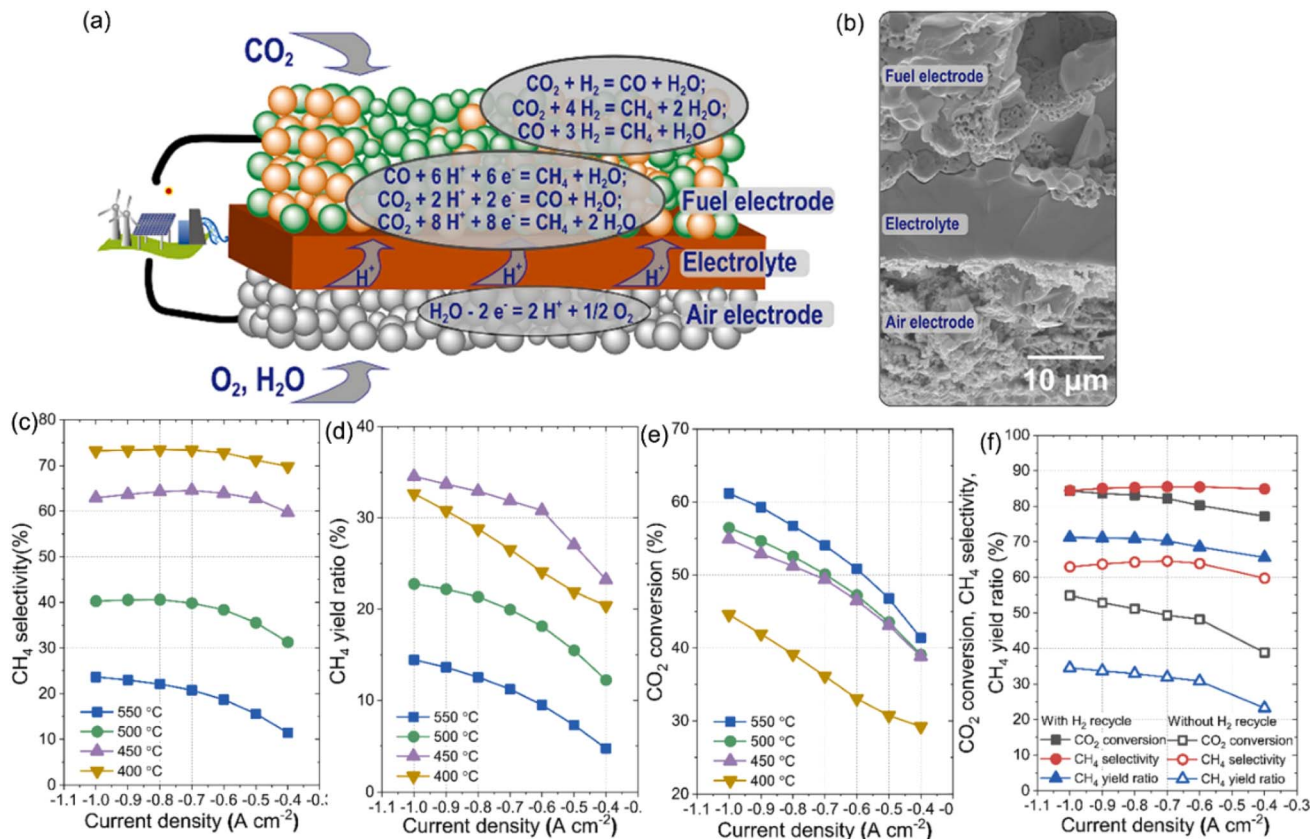 (a)
CO2
CO2 + H2 = CO + H2O;
CO2 + 4 H2 = CH4 + 2 H2O;
CO + 3 H2 = CH4 + H2O
CO + 6 H+ + 6 e- = CH4 + H2O;
CO2 + 2H+ + 2 e- = CO + H2O;
CO2 + 8 H+ + 8 e- = CH4 + 2 H2O
Fuel electrode
Electrolyte
H+
H+
H+
H2O - 2 e- = 2 H+ + 1/2 O2
Air electrode
O2, H2O
(b)
Fuel electrode
Electrolyte
Air electrode
10 μm
(c)
CH4 selectivity(%)
80
70
60
50
40
30
20
10
0
550 °C
500 °C
450 °C
400 °C
-1.1 -1.0 -0.9 -0.8 -0.7 -0.6 -0.5 -0.4 -0.3
Current density (A cm-2)
(d)
CH4 yield ratio (%)
40
30
20
10
0
550 °C
500 °C
450 °C
400 °C
-1.1 -1.0 -0.9 -0.8 -0.7 -0.6 -0.5 -0.4
Current density (A cm-2)
(e)
CO2 conversion (%)
70
60
50
40
30
20
550 °C
500 °C
450 °C
400 °C
-1.1 -1.0 -0.9 -0.8 -0.7 -0.6 -0.5 -0.4 -0.3
Current density (A cm-2)
(f)
CO2 conversion, CH4 selectivity,
CH4 yield ratio (%)
100
90
80
70
60
50
40
30
20
10
0
With H2 recycle Without H2 recycle
CO2 conversion CO2 conversion
CH4 selectivity CH4 selectivity
CH4 yield ratio CH4 yield ratio
-1.1 -1.0 -0.9 -0.8 -0.7 -0.6 -0.5 -0.4 -0.3
Current density (A cm-2)